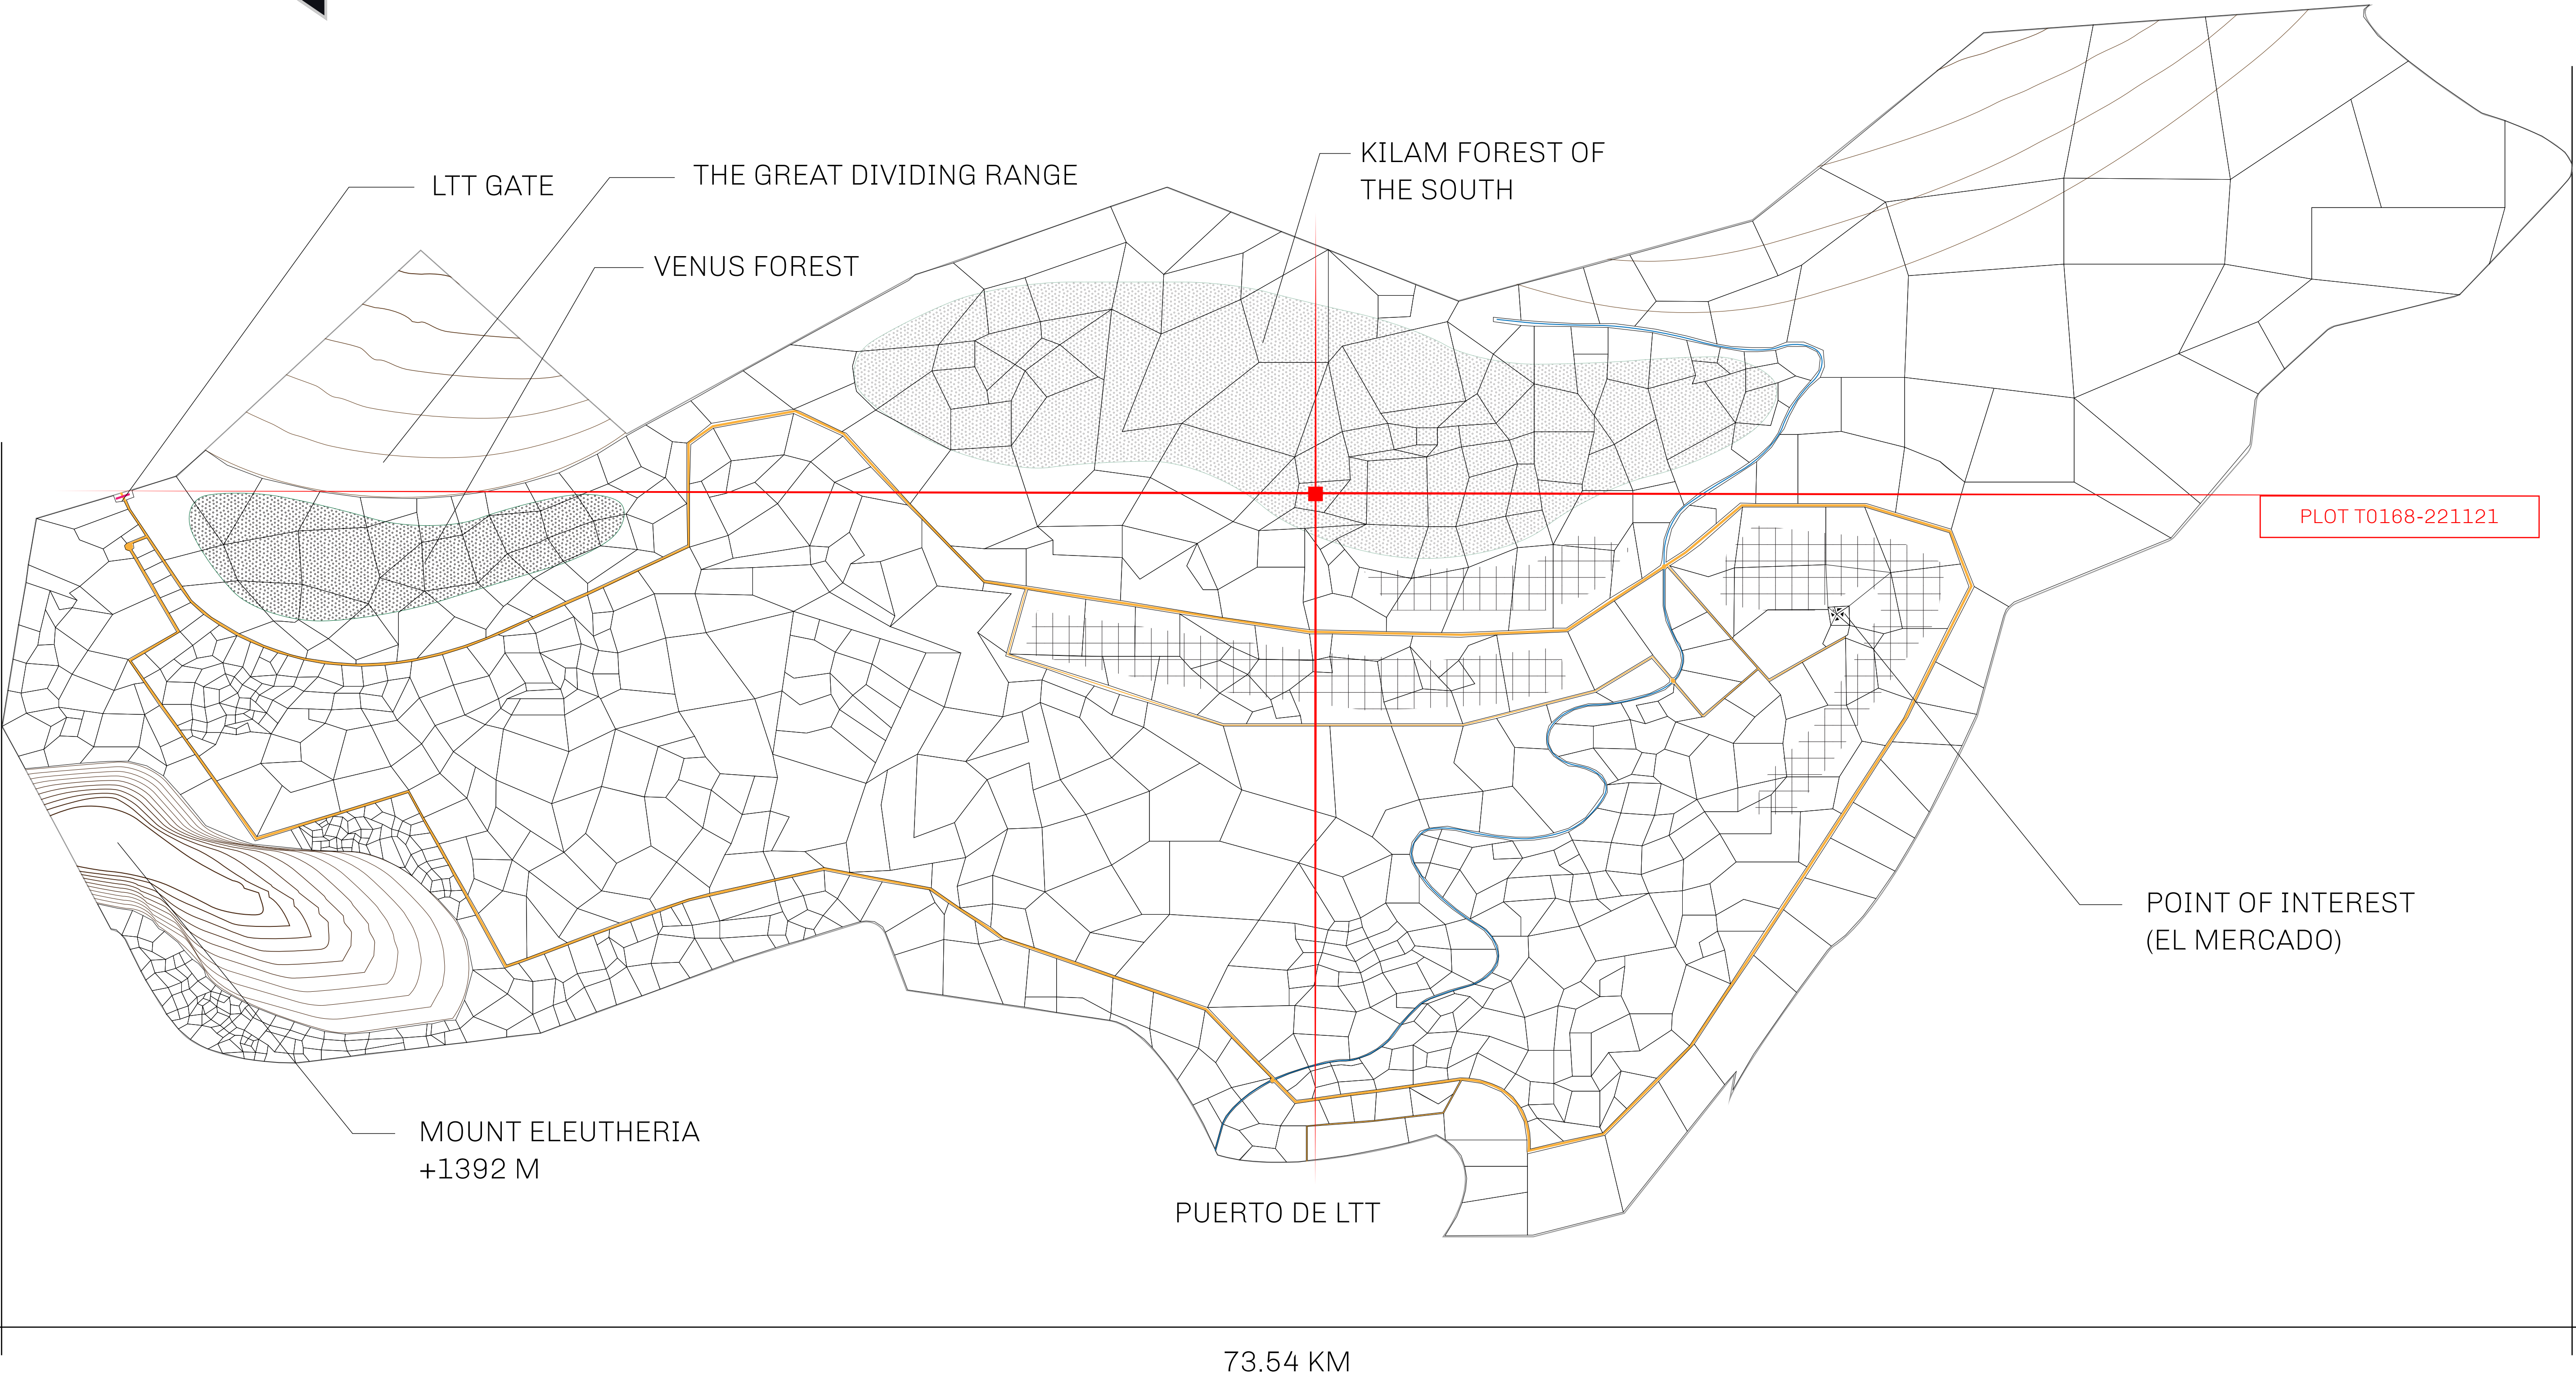 KILAM FOREST OF
THE SOUTH
LTT GATE
THE GREAT DIVIDING RANGE
VENUS FOREST
PLOT T0168-221121
POINT OF INTEREST
(EL MERCADO)
MOUNT ELEUTHERIA
+1392 M
PUERTO DE LTT
73.54 KM